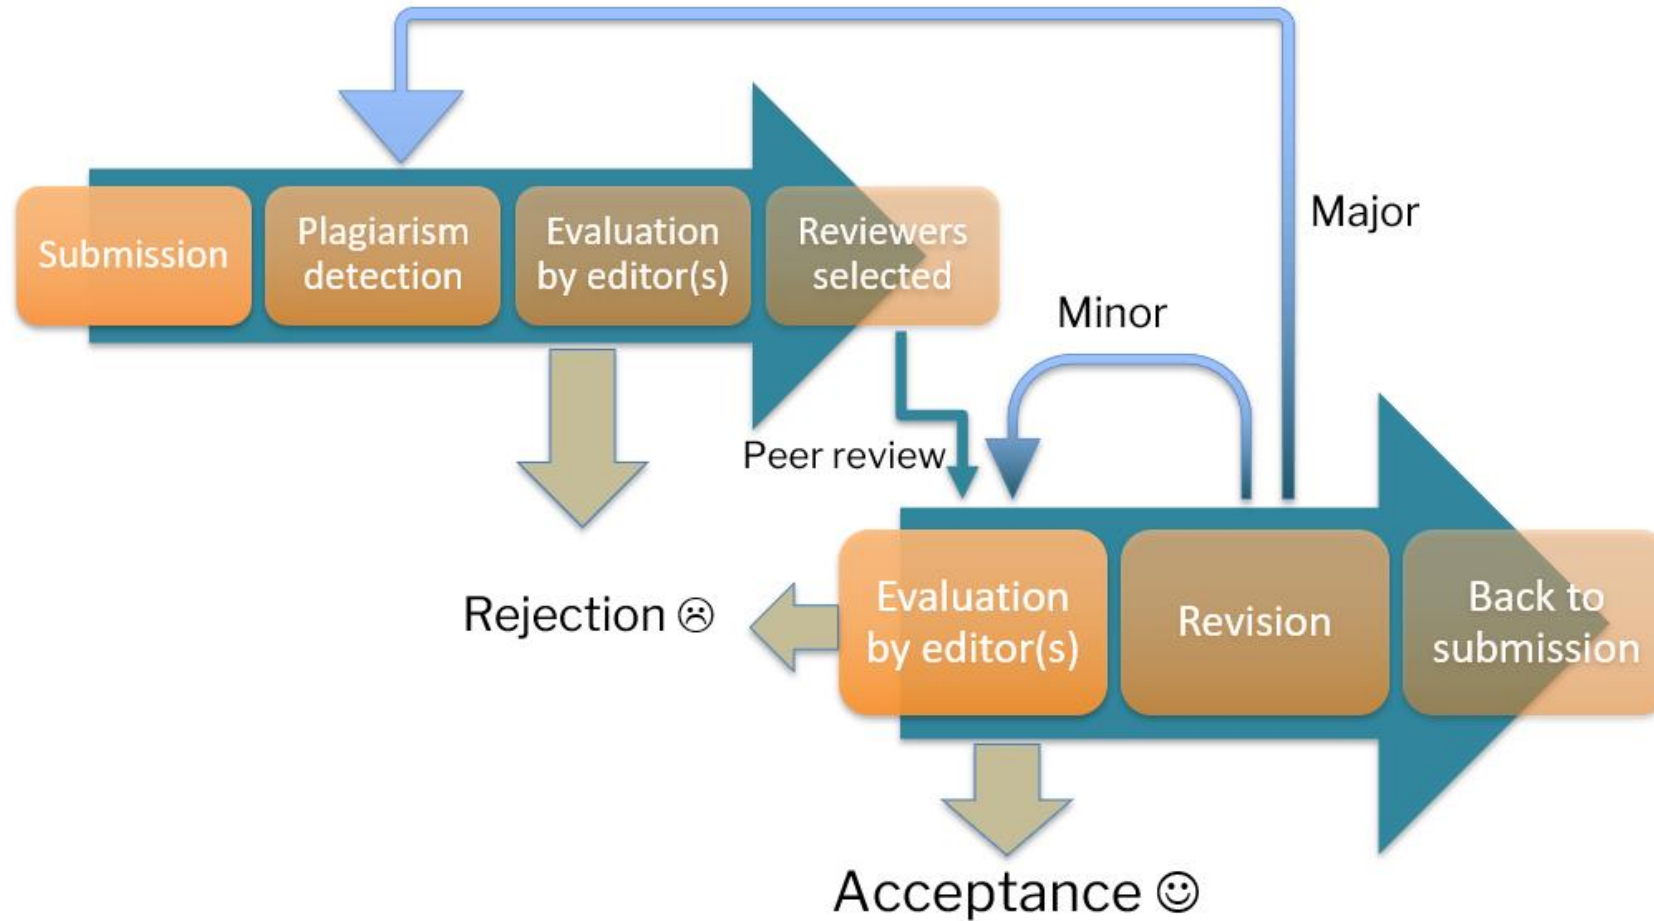 Submission
Plagiarism
detection
Evaluation
by editor(s)
Reviewers
selected
Major
Minor
Peer review
Rejection ☹
Evaluation
by editor(s)
Revision
Back to
submission
Acceptance ☺